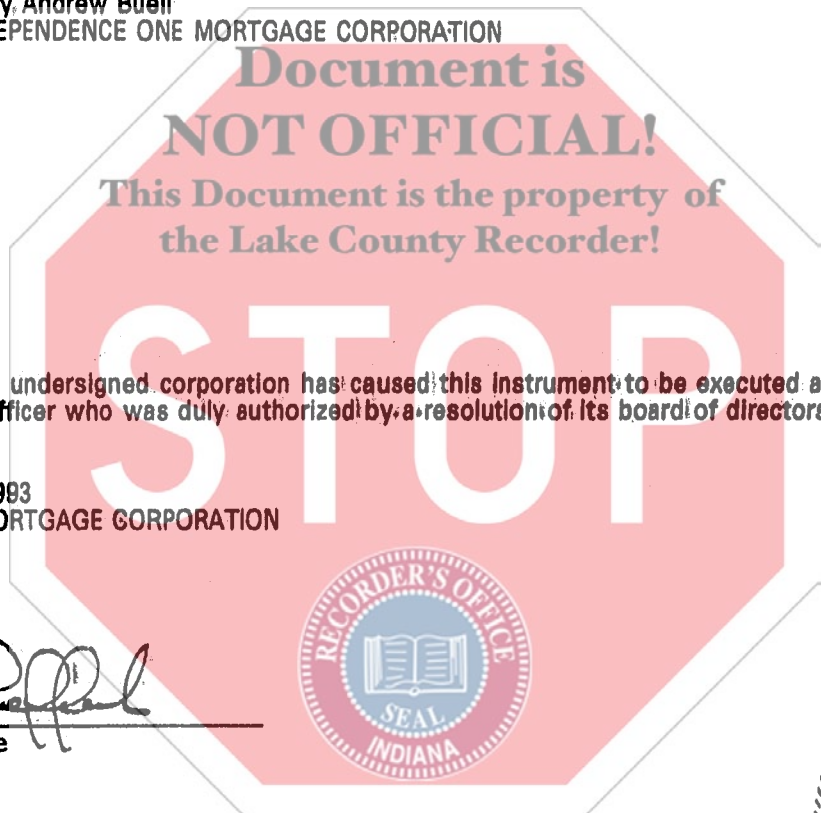 y Andrew Buell
EPENDENCE ONE MORTGAGE CORPORATION
Document is
NOT OFFICIAL!
This Document is the property of
the Lake County Recorder!
STOP
undersigned corporation has caused this instrument to be executed a
fficer who was duly authorized by a resolution of its board of directors
993
ORTGAGE CORPORATION
RECORDER'S OFFICE
SEAL
INDIANA
e